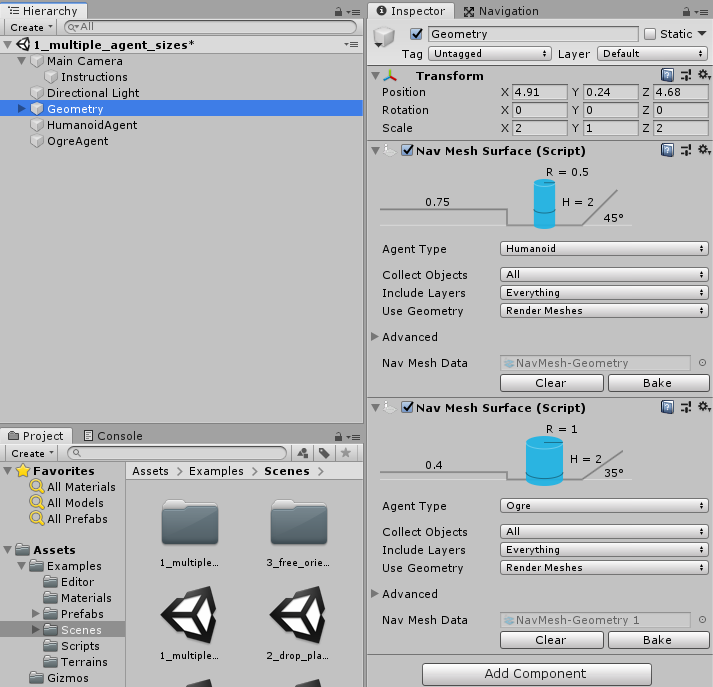 Hierarchy
Create
All
1_multiple_agent_sizes*
Main Camera
Instructions
Directional Light
Geometry
HumanoidAgent
OgreAgent
Project
Console
Create
Favorites
All Materials
All Models
All Prefabs
Assets
Examples
Editor
Materials
Prefabs
Scenes
Scripts
Terrains
Gizmos
Assets > Examples > Scenes >
1_multiple...
3_free_orie...
1_multiple...
2_drop_pla...
Inspector
Navigation
Geometry
Static
Tag Untagged Layer Default
Transform
Position X 4.91 Y 0.24 Z 4.68
Rotation X 0 Y 0 Z 0
Scale X 2 Y 1 Z 2
Nav Mesh Surface (Script)
R = 0.5
0.75
H = 2
45°
Agent Type Humanoid
Collect Objects All
Include Layers Everything
Use Geometry Render Meshes
Advanced
Nav Mesh Data NavMesh-Geometry
Clear Bake
Nav Mesh Surface (Script)
R = 1
0.4
H = 2
35°
Agent Type Ogre
Collect Objects All
Include Layers Everything
Use Geometry Render Meshes
Advanced
Nav Mesh Data NavMesh-Geometry 1
Clear Bake
Add Component